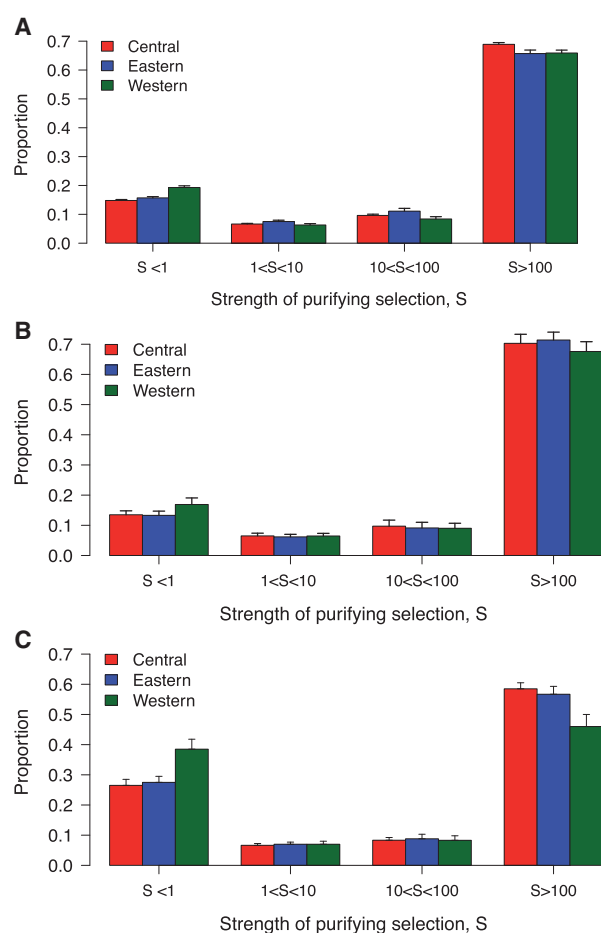 A
Central
Eastern
Western
Proportion
0.7
0.6
0.5
0.4
0.3
0.2
0.1
0.0
S <1
1<S<10
10<S<100
S>100
Strength of purifying selection, S
B
Central
Eastern
Western
Proportion
0.7
0.6
0.5
0.4
0.3
0.2
0.1
0.0
S <1
1<S<10
10<S<100
S>100
Strength of purifying selection, S
C
Central
Eastern
Western
Proportion
0.7
0.6
0.5
0.4
0.3
0.2
0.1
0.0
S <1
1<S<10
10<S<100
S>100
Strength of purifying selection, S